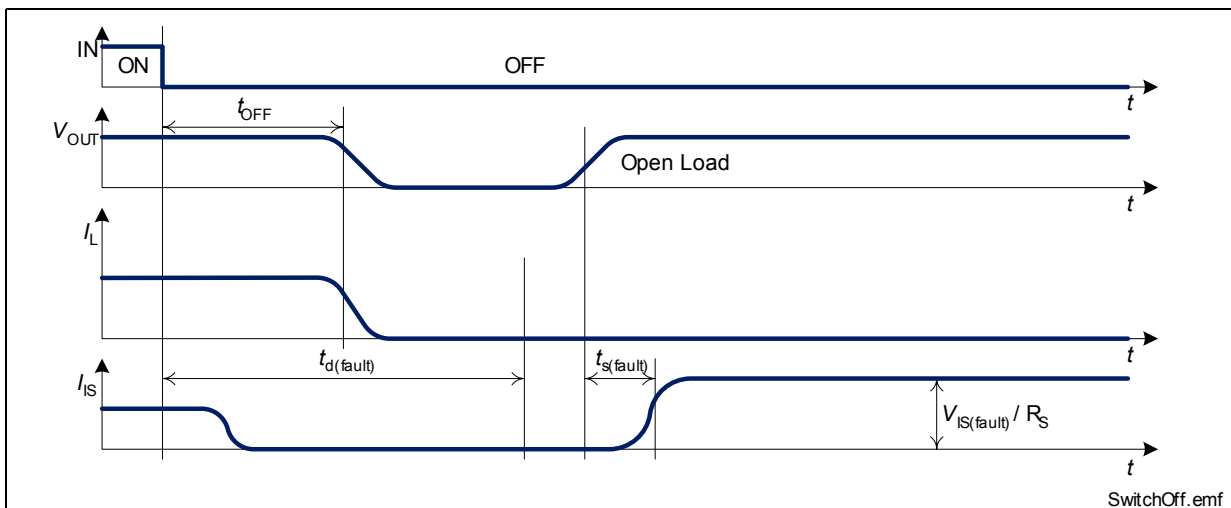 IN
ON
OFF
t
tOFF
VOUT
Open Load
t
IL
t
td(fault)
ts(fault)
IIS
VIS(fault) / RS
t
SwitchOff.emf